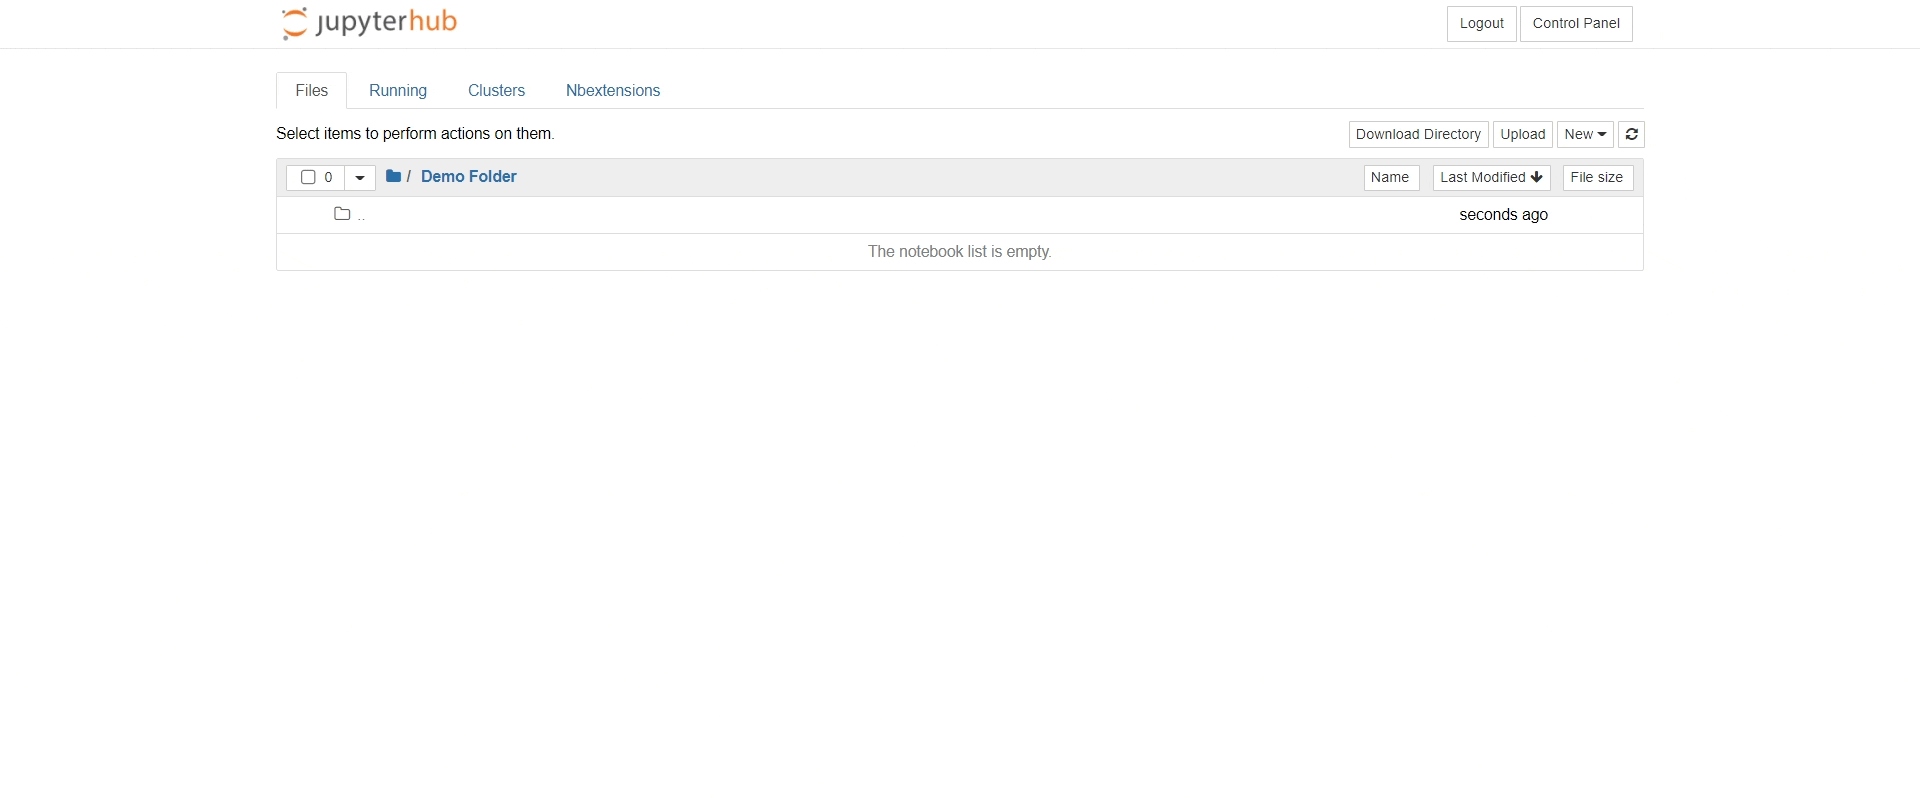 jupyterhub
Logout Control Panel
Files Running Clusters Nbextensions
Select items to perform actions on them.
Download Directory Upload New
0 / Demo Folder
Name Last Modified File size
.. seconds ago
The notebook list is empty.